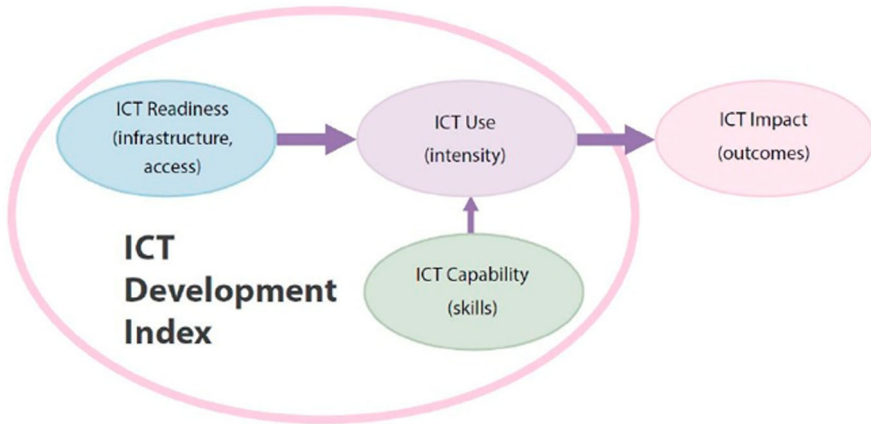 ICT Readiness
(infrastructure,
access)
ICT Use
(intensity)
ICT Impact
(outcomes)
ICT
Development
Index
ICT Capability
(skills)